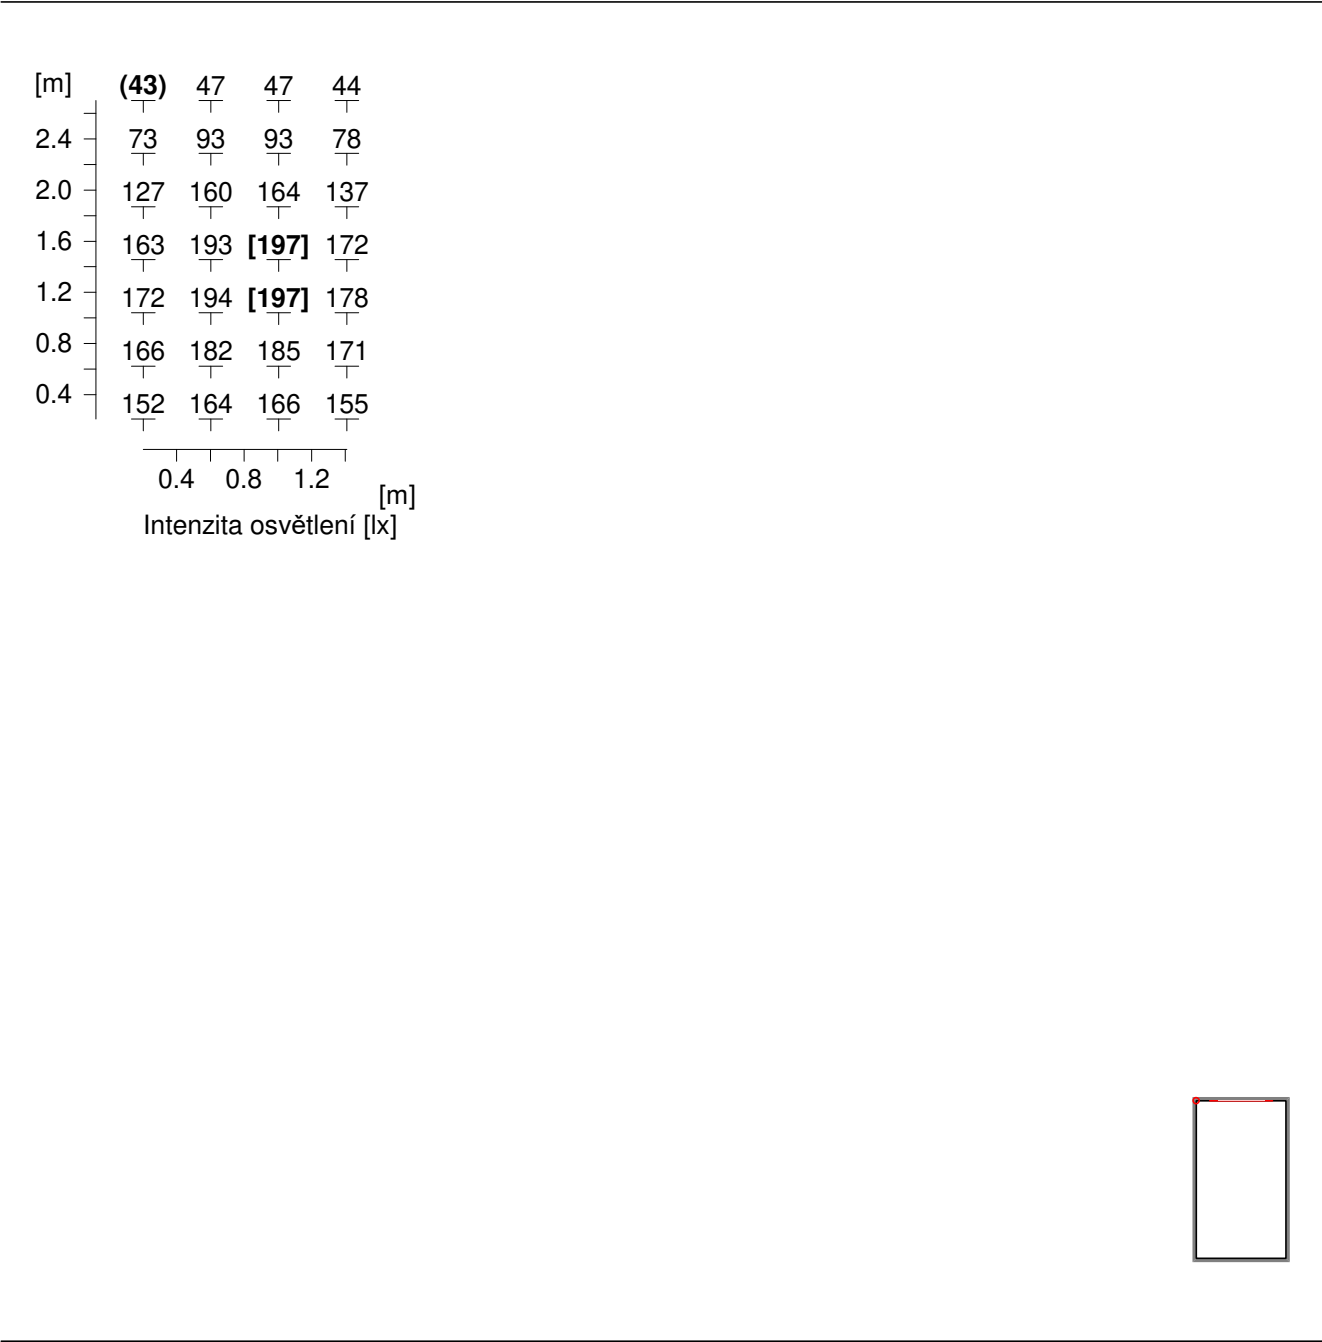 [m] (43) 47 47 44
2.4 73 93 93 78
2.0 127 160 164 137
1.6 163 193 [197] 172
1.2 172 194 [197] 178
0.8 166 182 185 171
0.4 152 164 166 155
0.4 0.8 1.2
[m]
Intenzita osvětlení [lx]